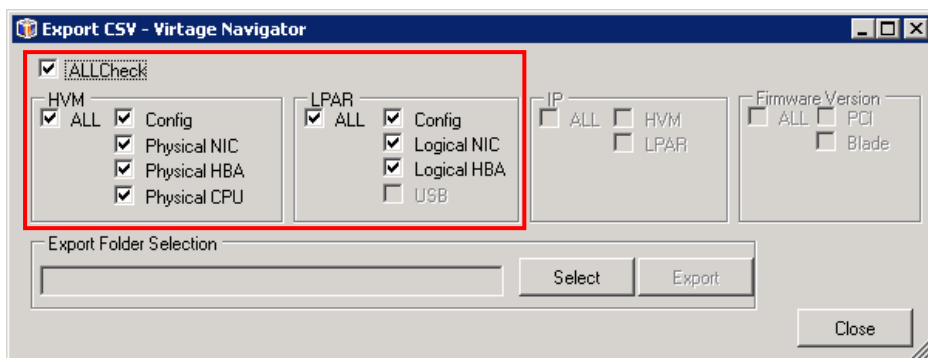 Export CSV - Virtage Navigator
ALLCheck
HVM LPAR IP Firmware Version
ALL Config ALL Config ALL HVM ALL PCI
Physical NIC Logical NIC LPAR Blade
Physical HBA Logical HBA
Physical CPU USB
Export Folder Selection
Select Export
Close